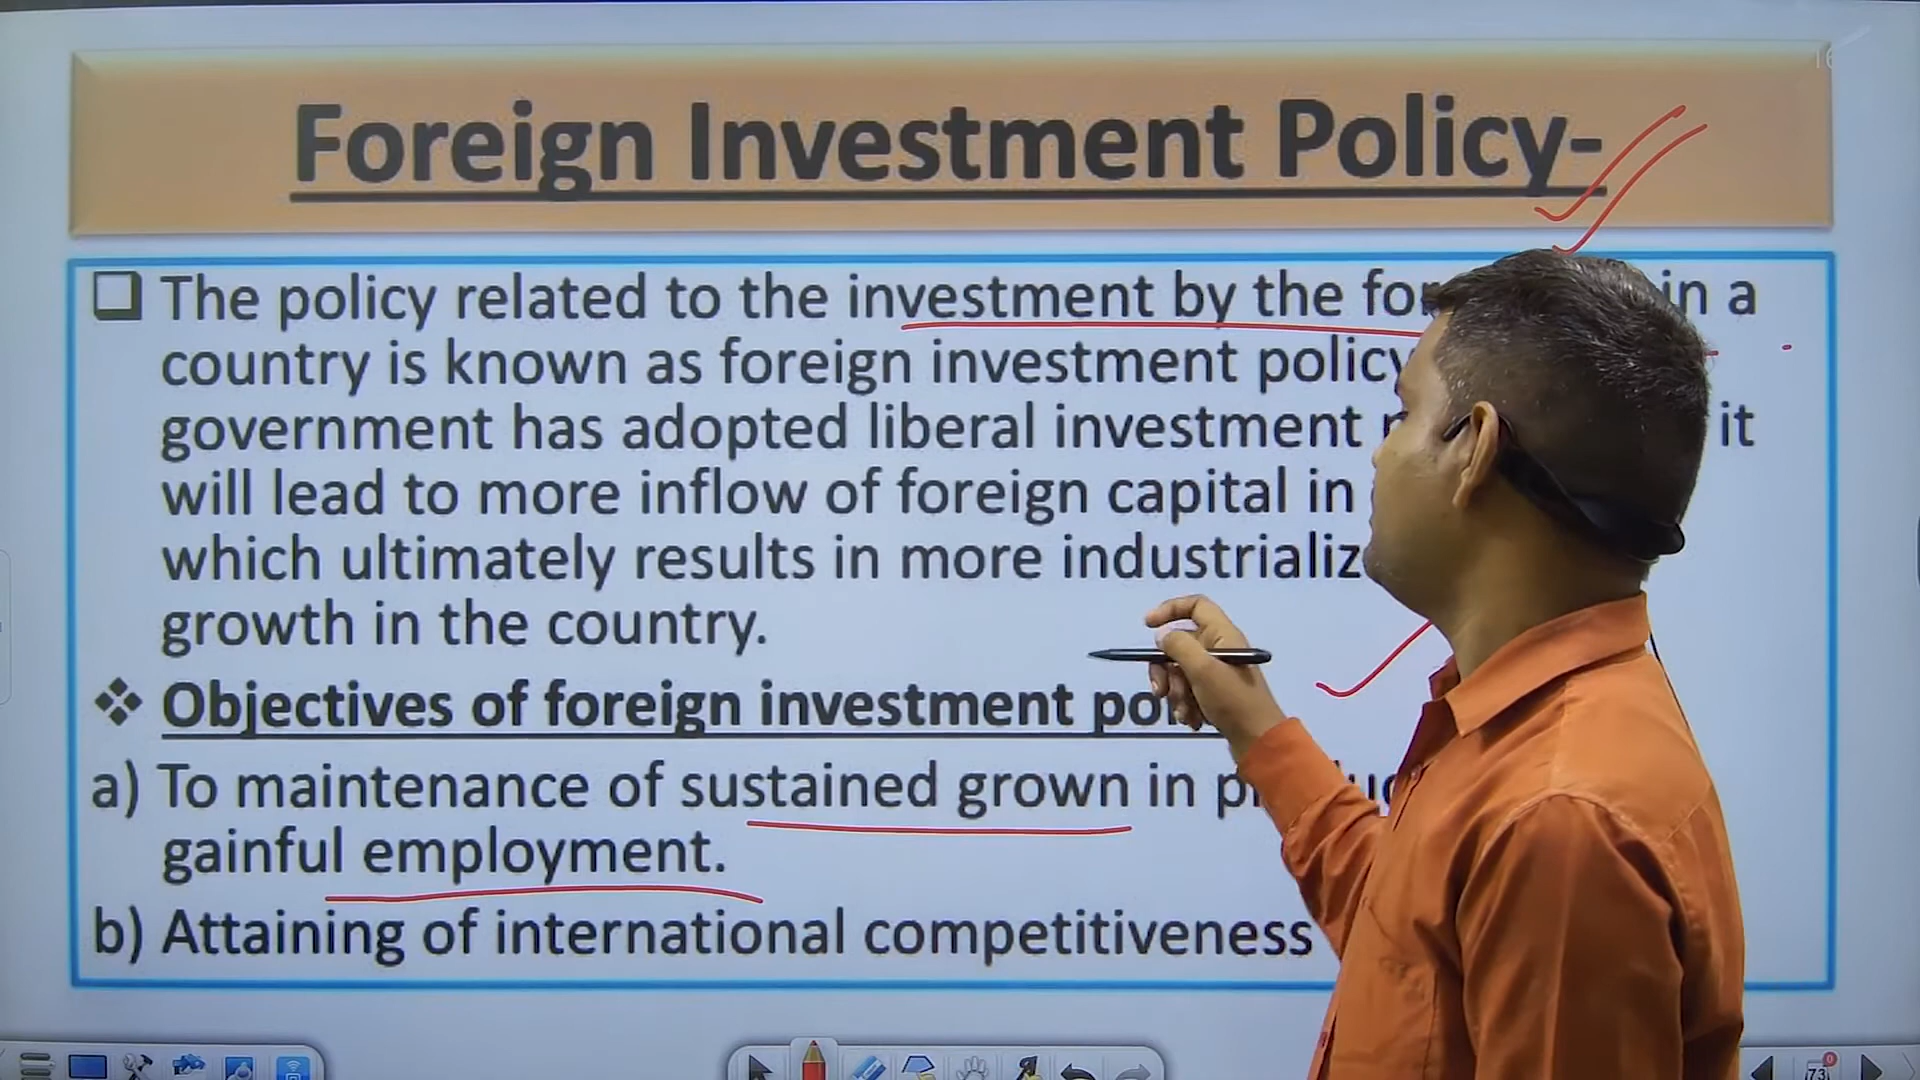 Foreign Investment Policy-
The policy related to the investment by the in a
country is known as foreign investment policy
government has adopted liberal investment it
will lead to more inflow of foreign capital in
which ultimately results in more
growth in the country.
Objectives of foreign investment
a) To maintenance of sustained grown in
gainful employment.
b) Attaining of international competitiveness
73